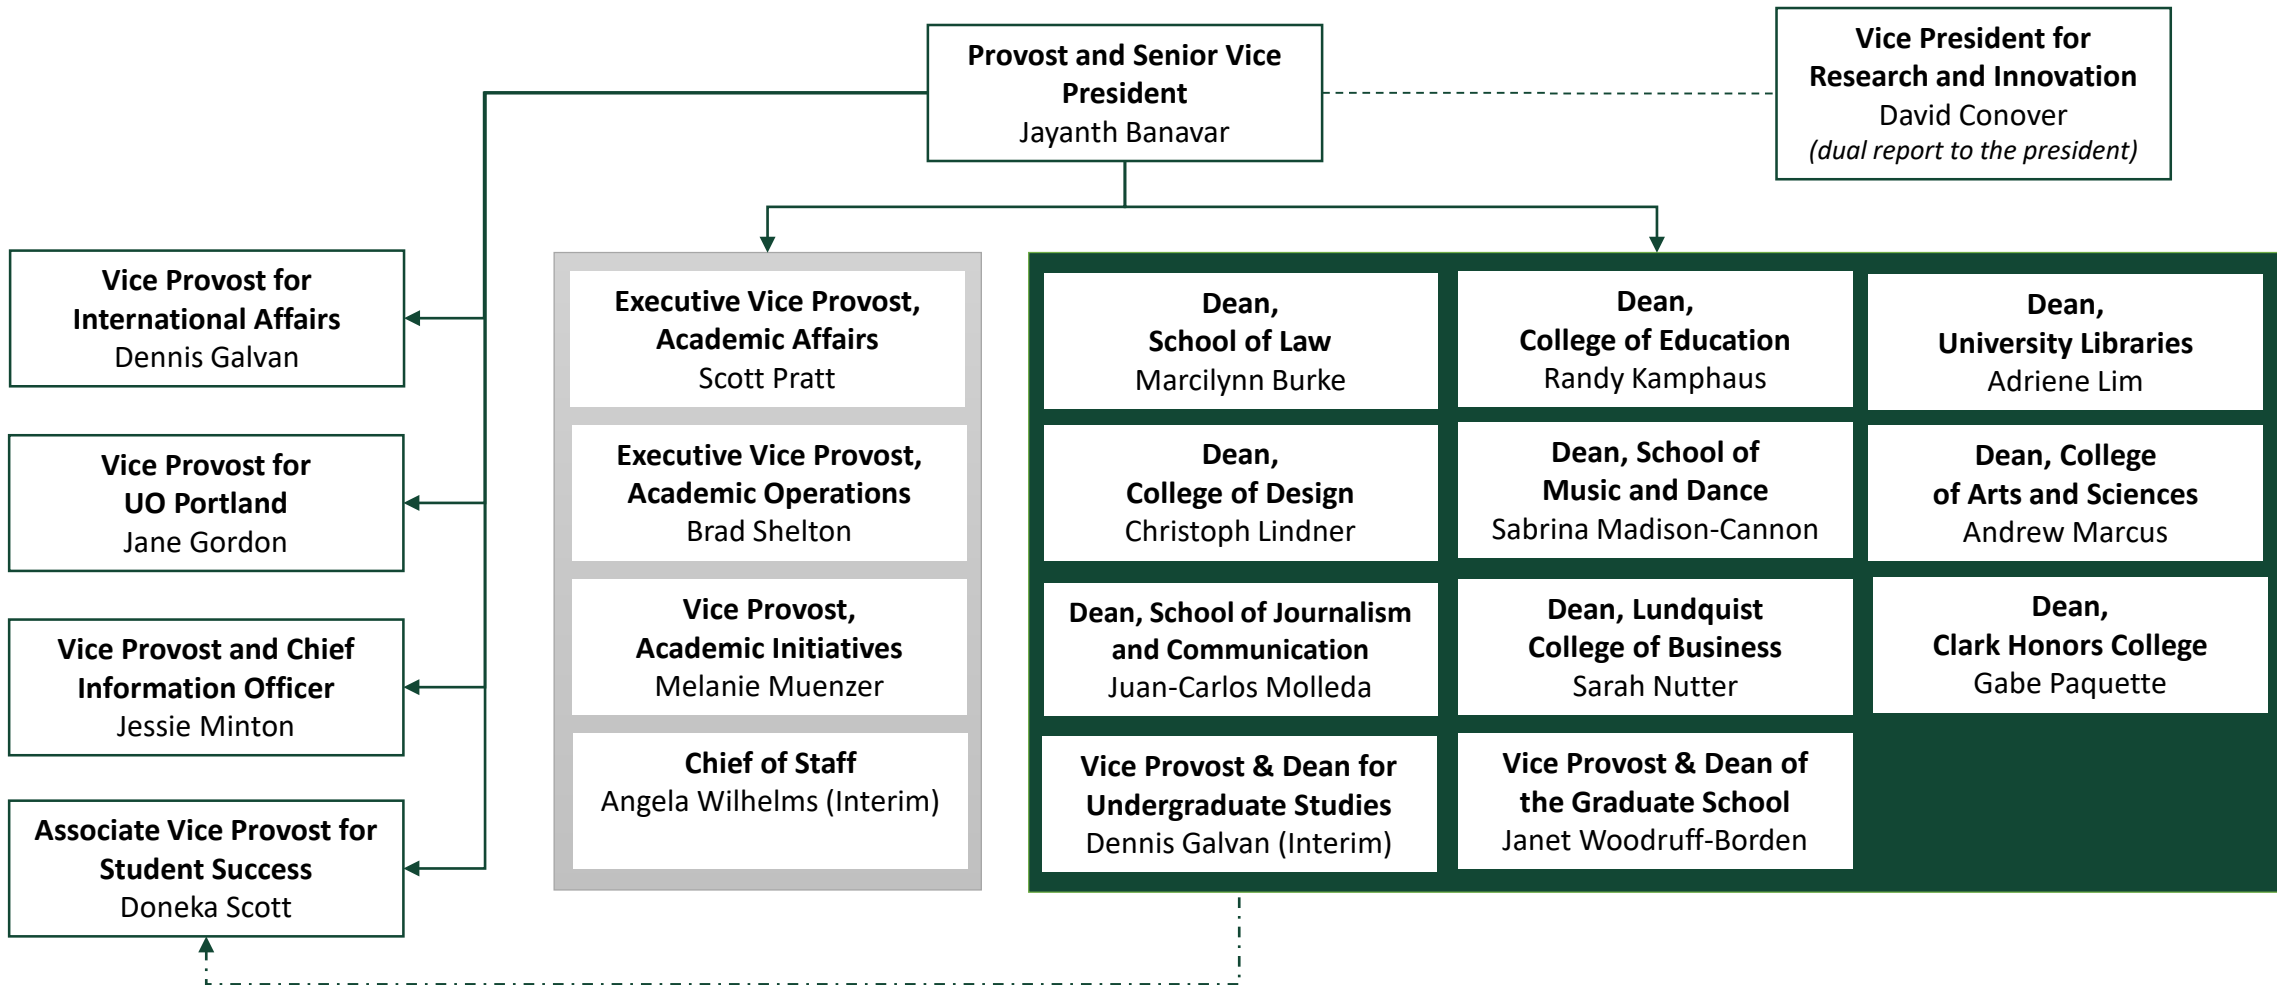 Provost and Senior Vice
President
Jayanth Banavar
Vice President for
Research and Innovation
David Conover
(dual report to the president)
Vice Provost for
International Affairs
Dennis Galvan
Vice Provost for
UO Portland
Jane Gordon
Vice Provost and Chief
Information Officer
Jessie Minton
Associate Vice Provost for
Student Success
Doneka Scott
Executive Vice Provost,
Academic Affairs
Scott Pratt
Executive Vice Provost,
Academic Operations
Brad Shelton
Vice Provost,
Academic Initiatives
Melanie Muenzer
Chief of Staff
Angela Wilhelms (Interim)
Dean,
School of Law
Marcilynn Burke
Dean,
College of Education
Randy Kamphaus
Dean,
University Libraries
Adriene Lim
Dean,
College of Design
Christoph Lindner
Dean, School of
Music and Dance
Sabrina Madison-Cannon
Dean, College
of Arts and Sciences
Andrew Marcus
Dean, School of Journalism
and Communication
Juan-Carlos Molleda
Dean, Lundquist
College of Business
Sarah Nutter
Dean,
Clark Honors College
Gabe Paquette
Vice Provost & Dean for
Undergraduate Studies
Dennis Galvan (Interim)
Vice Provost & Dean of
the Graduate School
Janet Woodruff-Borden